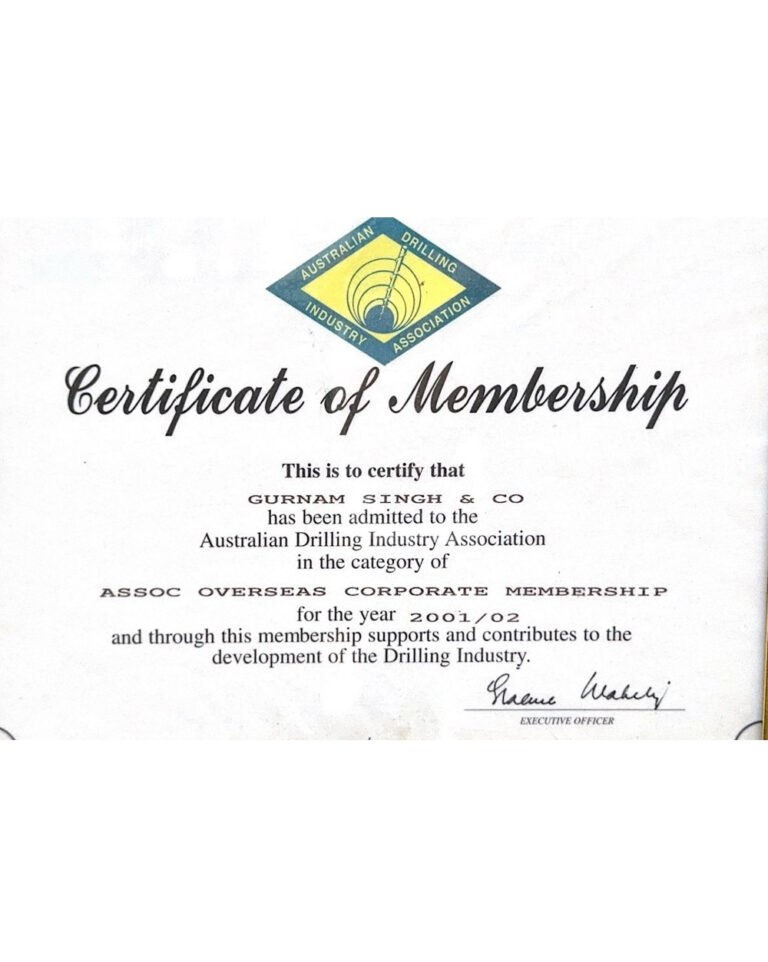 AUSTRALIAN DRILLING
INDUSTRY ASSOCIATION
Certificate of Membership
This is to certify that
GURNAM SINGH & CO
has been admitted to the
Australian Drilling Industry Association
in the category of
ASSOC OVERSEAS CORPORATE MEMBERSHIP
for the year 2001/02
and through this membership supports and contributes to the
development of the Drilling Industry.
Graeme
EXECUTIVE OFFICER